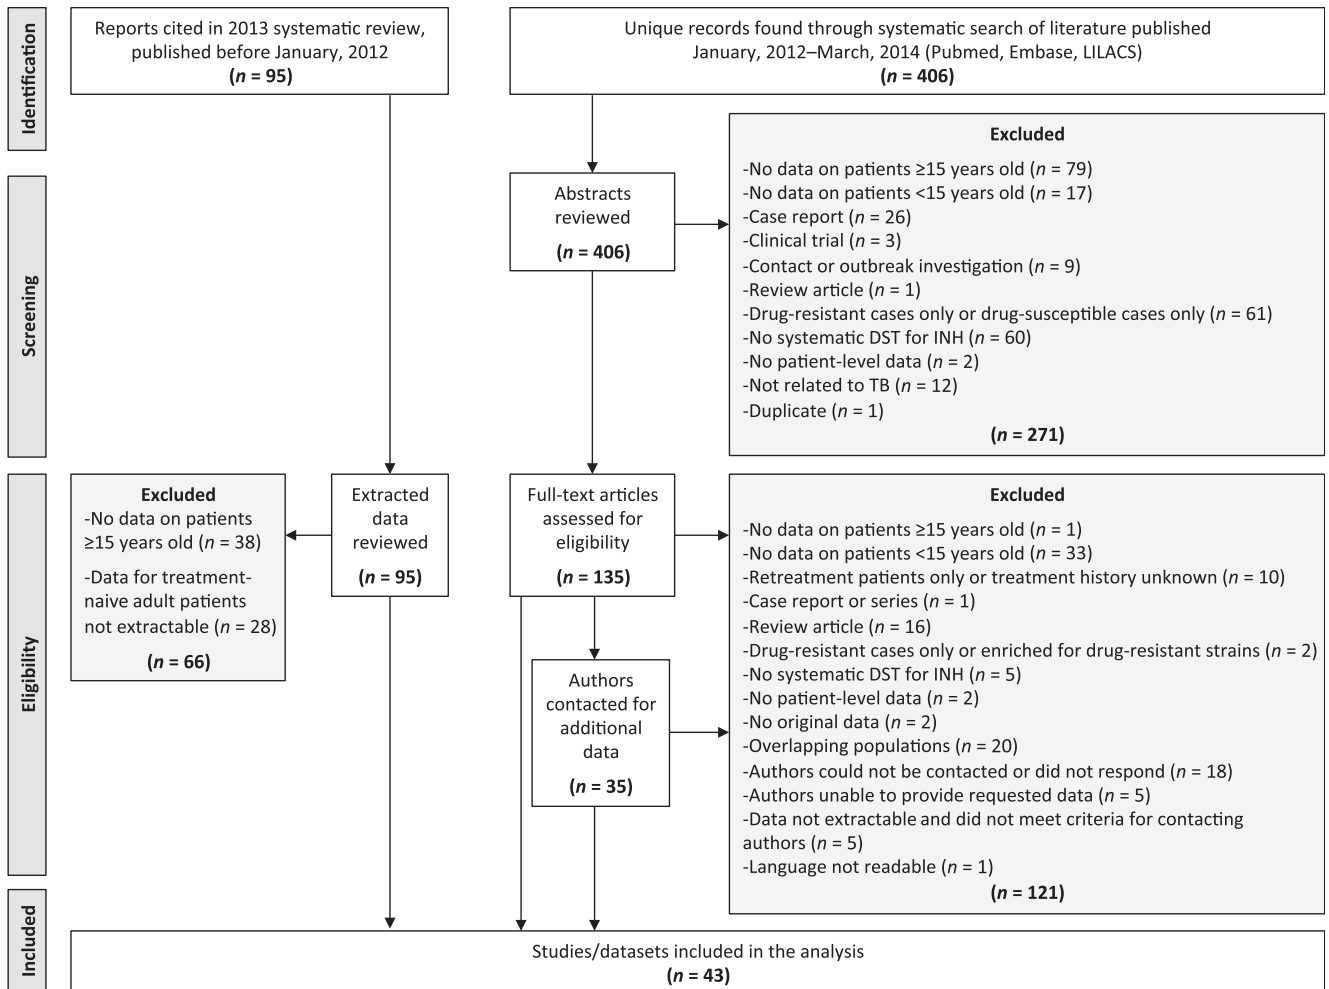 Identification
Reports cited in 2013 systematic review,
published before January, 2012
(n = 95)
Unique records found through systematic search of literature published
January, 2012–March, 2014 (Pubmed, Embase, LILACS)
(n = 406)
Screening
Abstracts
reviewed
(n = 406)
Excluded
-No data on patients ≥15 years old (n = 79)
-No data on patients <15 years old (n = 17)
-Case report (n = 26)
-Clinical trial (n = 3)
-Contact or outbreak investigation (n = 9)
-Review article (n = 1)
-Drug-resistant cases only or drug-susceptible cases only (n = 61)
-No systematic DST for INH (n = 60)
-No patient-level data (n = 2)
-Not related to TB (n = 12)
-Duplicate (n = 1)
(n = 271)
Eligibility
Excluded
-No data on patients
≥15 years old (n = 38)
-Data for treatment-
naive adult patients
not extractable (n = 28)
(n = 66)
Extracted
data
reviewed
(n = 95)
Full-text articles
assessed for
eligibility
(n = 135)
Authors
contacted for
additional
data
(n = 35)
Excluded
-No data on patients ≥15 years old (n = 1)
-No data on patients <15 years old (n = 33)
-Retreatment patients only or treatment history unknown (n = 10)
-Case report or series (n = 1)
-Review article (n = 16)
-Drug-resistant cases only or enriched for drug-resistant strains (n = 2)
-No systematic DST for INH (n = 5)
-No patient-level data (n = 2)
-No original data (n = 2)
-Overlapping populations (n = 20)
-Authors could not be contacted or did not respond (n = 18)
-Authors unable to provide requested data (n = 5)
-Data not extractable and did not meet criteria for contacting
authors (n = 5)
-Language not readable (n = 1)
(n = 121)
Included
Studies/datasets included in the analysis
(n = 43)